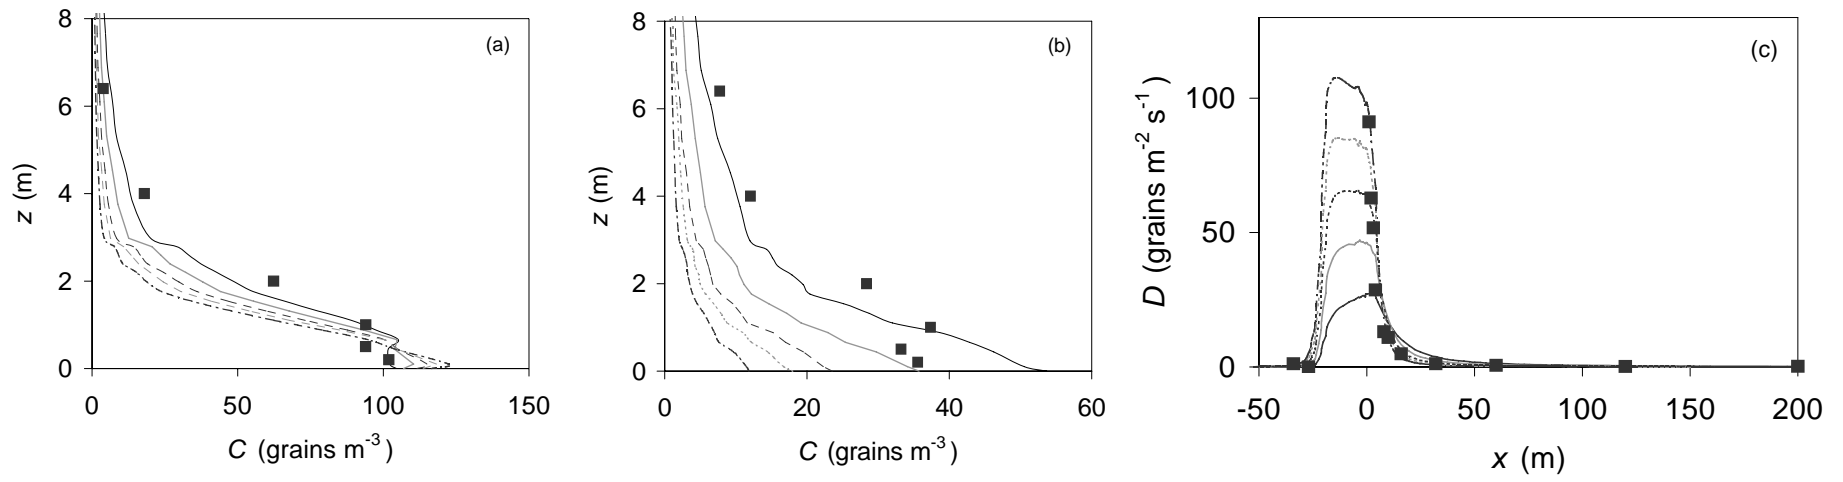 (a)
8
6
4
2
0
z (m)
0 50 100 150
C (grains m⁻³)
(b)
8
6
4
2
0
z (m)
0 20 40 60
C (grains m⁻³)
(c)
100
50
0
D (grains m⁻² s⁻¹)
-50 0 50 100 150 200
x (m)